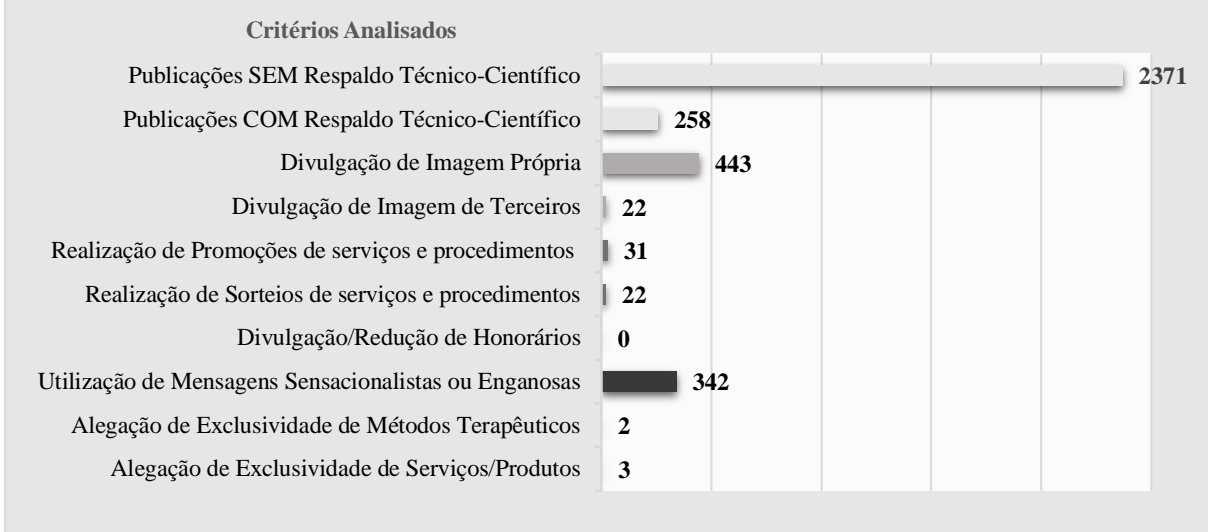 Critérios Analisados
Publicações SEM Respaldo Técnico-Científico 2371
Publicações COM Respaldo Técnico-Científico 258
Divulgação de Imagem Própria 443
Divulgação de Imagem de Terceiros 22
Realização de Promoções de serviços e procedimentos 31
Realização de Sorteios de serviços e procedimentos 22
Divulgação/Redução de Honorários 0
Utilização de Mensagens Sensacionalistas ou Enganosas 342
Alegação de Exclusividade de Métodos Terapêuticos 2
Alegação de Exclusividade de Serviços/Produtos 3